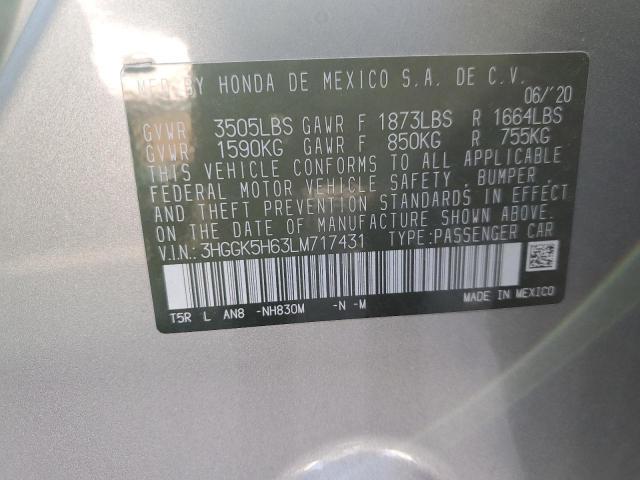 MFD BY HONDA DE MEXICO S.A. DE C.V.
06/'20
GVWR 3505LBS GAWR F 1873LBS R 1664LBS
GVWR 1590KG GAWR F 850KG R 755KG
THIS VEHICLE CONFORMS TO ALL APPLICABLE
FEDERAL MOTOR VEHICLE SAFETY, BUMPER,
AND THEFT PREVENTION STANDARDS IN EFFECT
ON THE DATE OF MANUFACTURE SHOWN ABOVE.
V.I.N.: 3HGGK5H63LM717431 TYPE:PASSENGER CAR
T5R L AN8 -NH830M -N -M MADE IN MEXICO